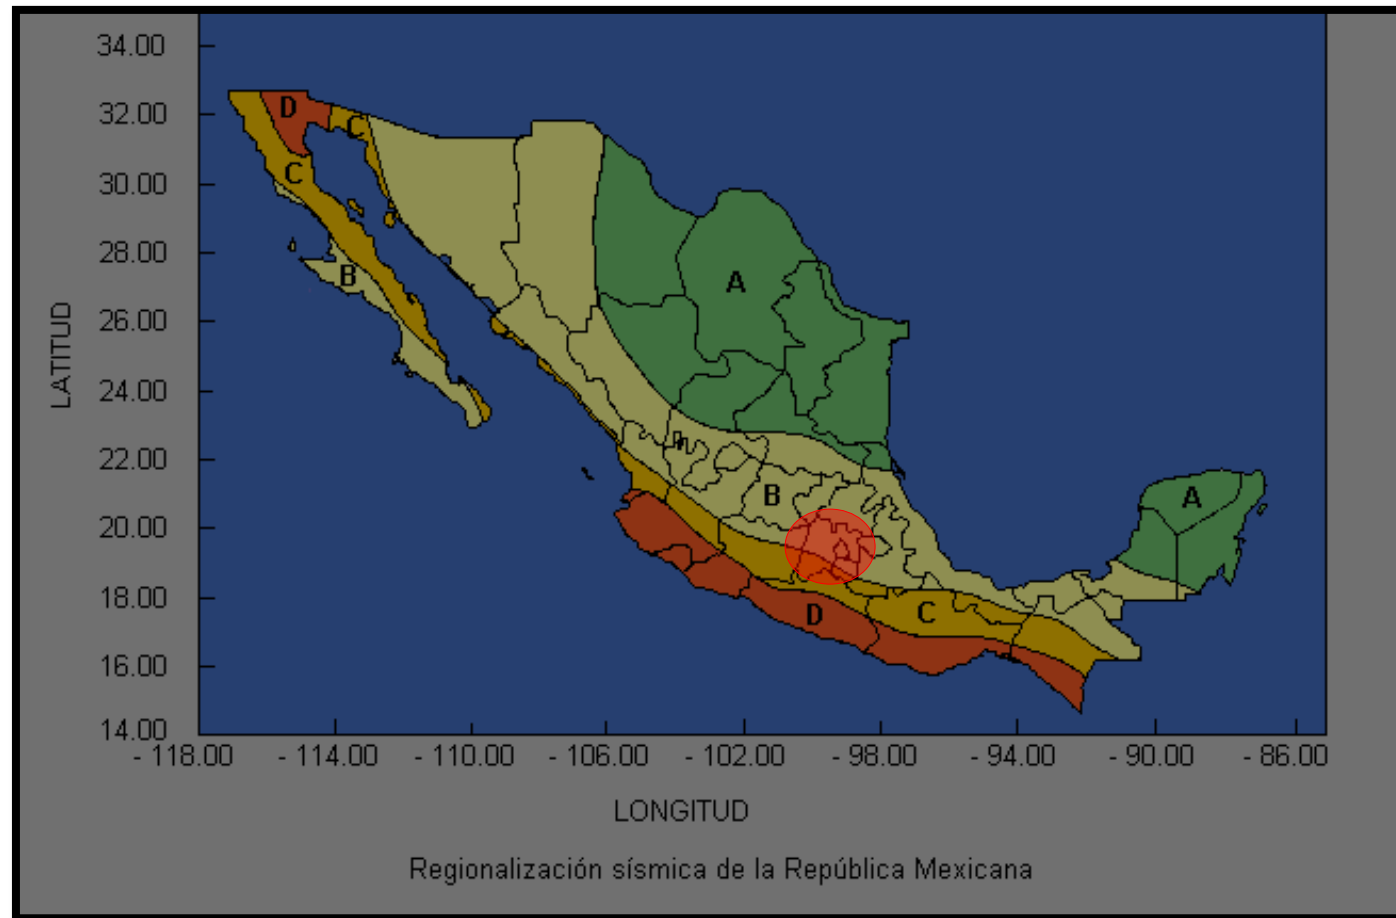 34.00
32.00
30.00
28.00
26.00
24.00
22.00
20.00
18.00
16.00
14.00
LATITUD
D
C
C
B
A
B
A
D
C
- 118.00 - 114.00 - 110.00 - 106.00 - 102.00 - 98.00 - 94.00 - 90.00 - 86.00
LONGITUD
Regionalización sísmica de la República Mexicana